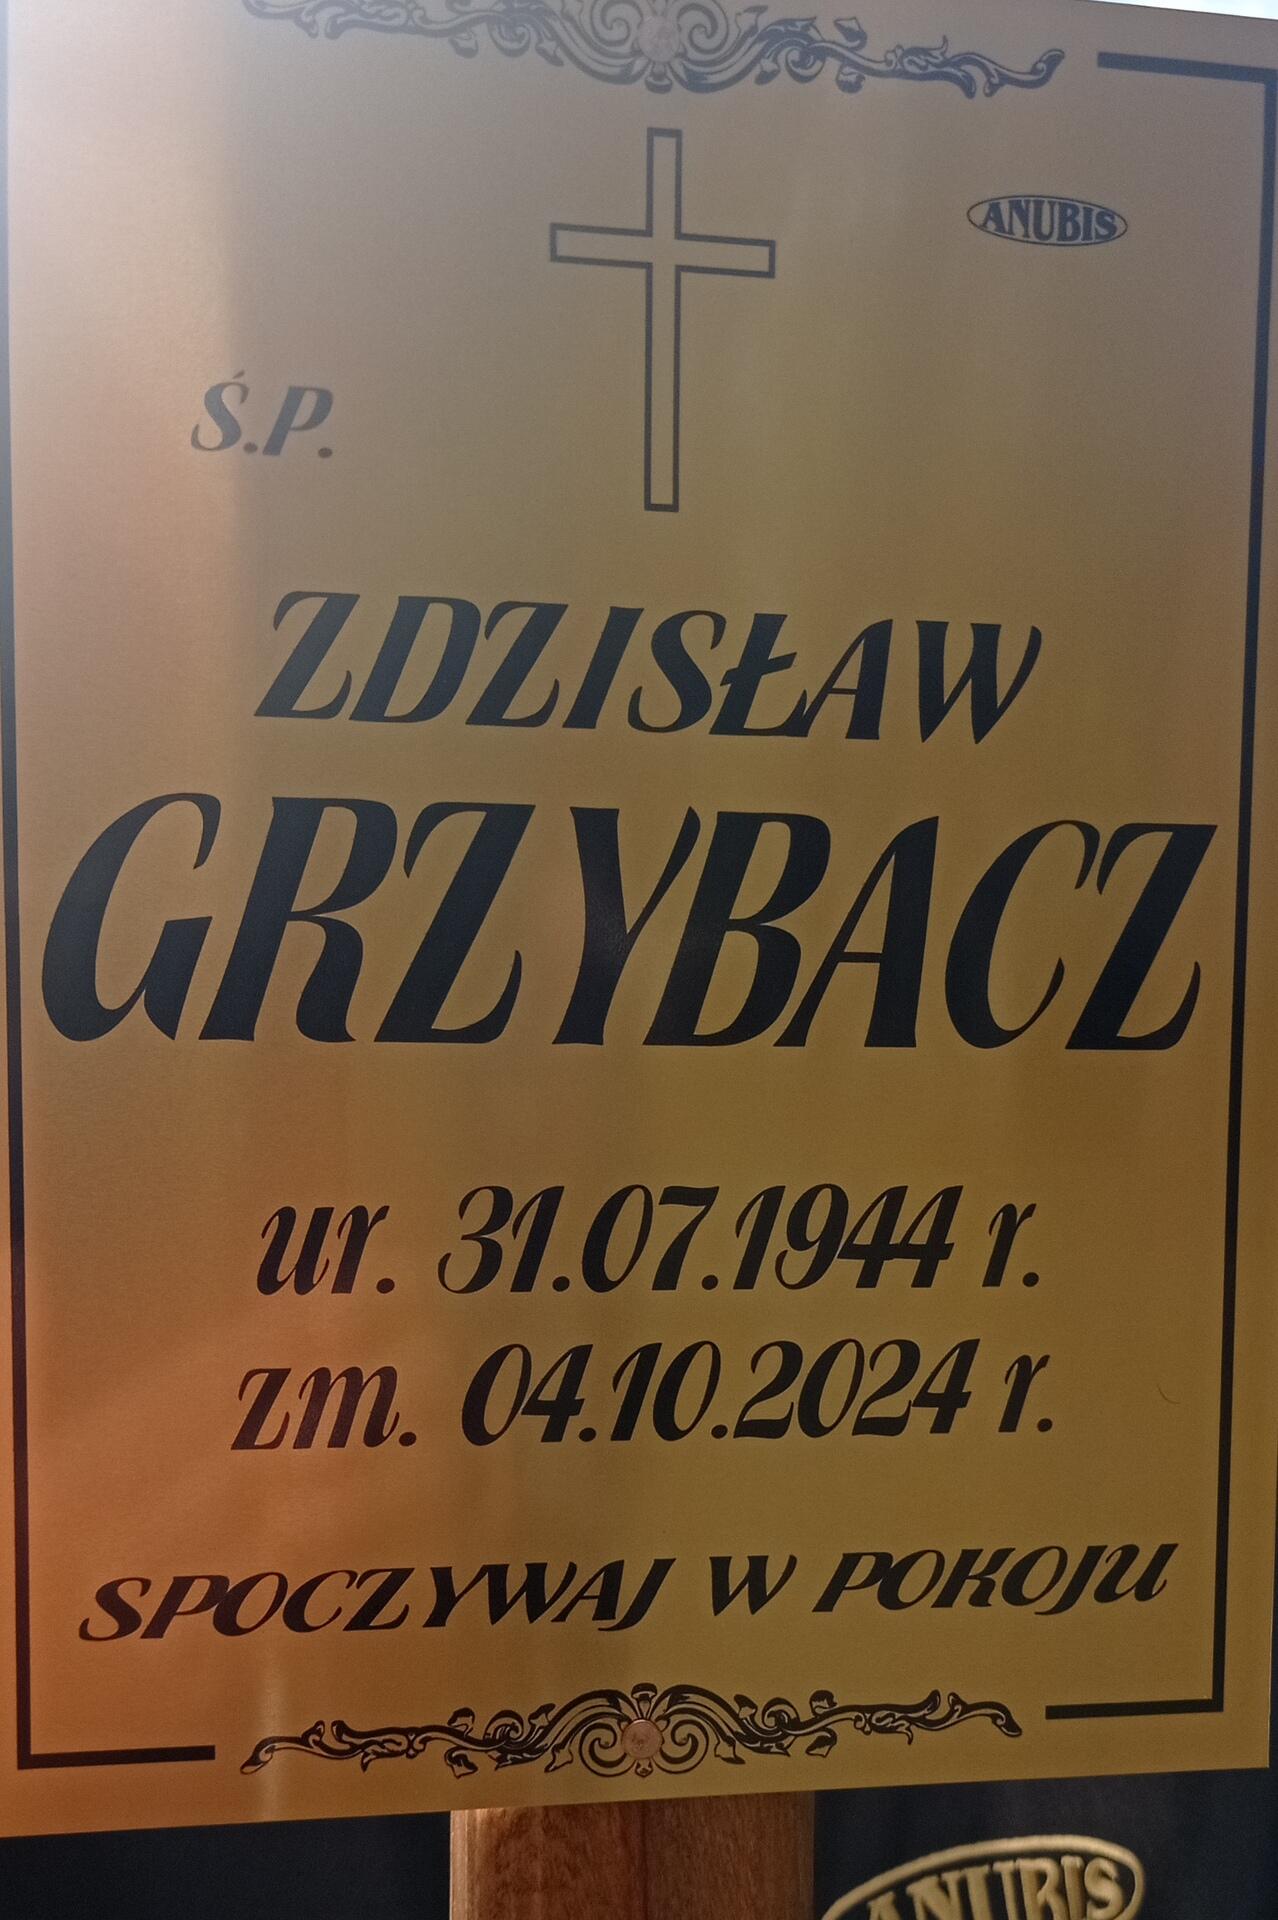 ANUBIS
Ś.P.
ZDZISŁAW
GRZYBACZ
ur. 31.07.1944 r.
zm. 04.10.2024 r.
SPOCZYWAJ W POKOJU
ANUBIS